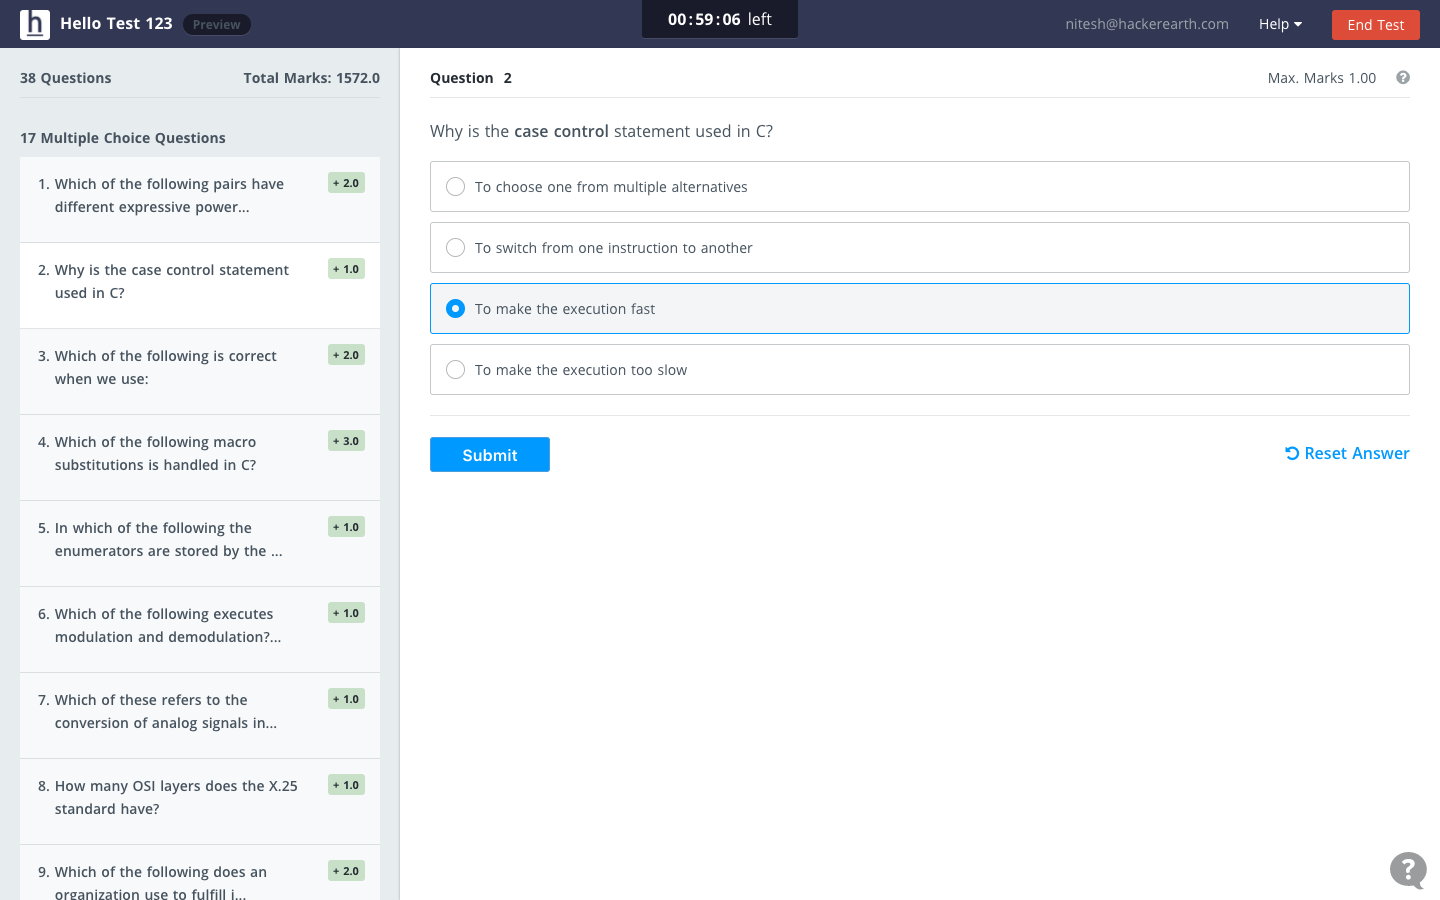 h Hello Test 123 Preview 00:59:06 left nitesh@hackerearth.com Help End Test
38 Questions Total Marks: 1572.0
17 Multiple Choice Questions
1. Which of the following pairs have + 2.0
different expressive power...
2. Why is the case control statement + 1.0
used in C?
3. Which of the following is correct + 2.0
when we use:
4. Which of the following macro + 3.0
substitutions is handled in C?
5. In which of the following the + 1.0
enumerators are stored by the ...
6. Which of the following executes + 1.0
modulation and demodulation?...
7. Which of these refers to the + 1.0
conversion of analog signals in...
8. How many OSI layers does the X.25 + 1.0
standard have?
9. Which of the following does an + 2.0
organization use to fulfill i...
Question 2 Max. Marks 1.00 ?
Why is the case control statement used in C?
To choose one from multiple alternatives
To switch from one instruction to another
To make the execution fast
To make the execution too slow
Submit Reset Answer
?